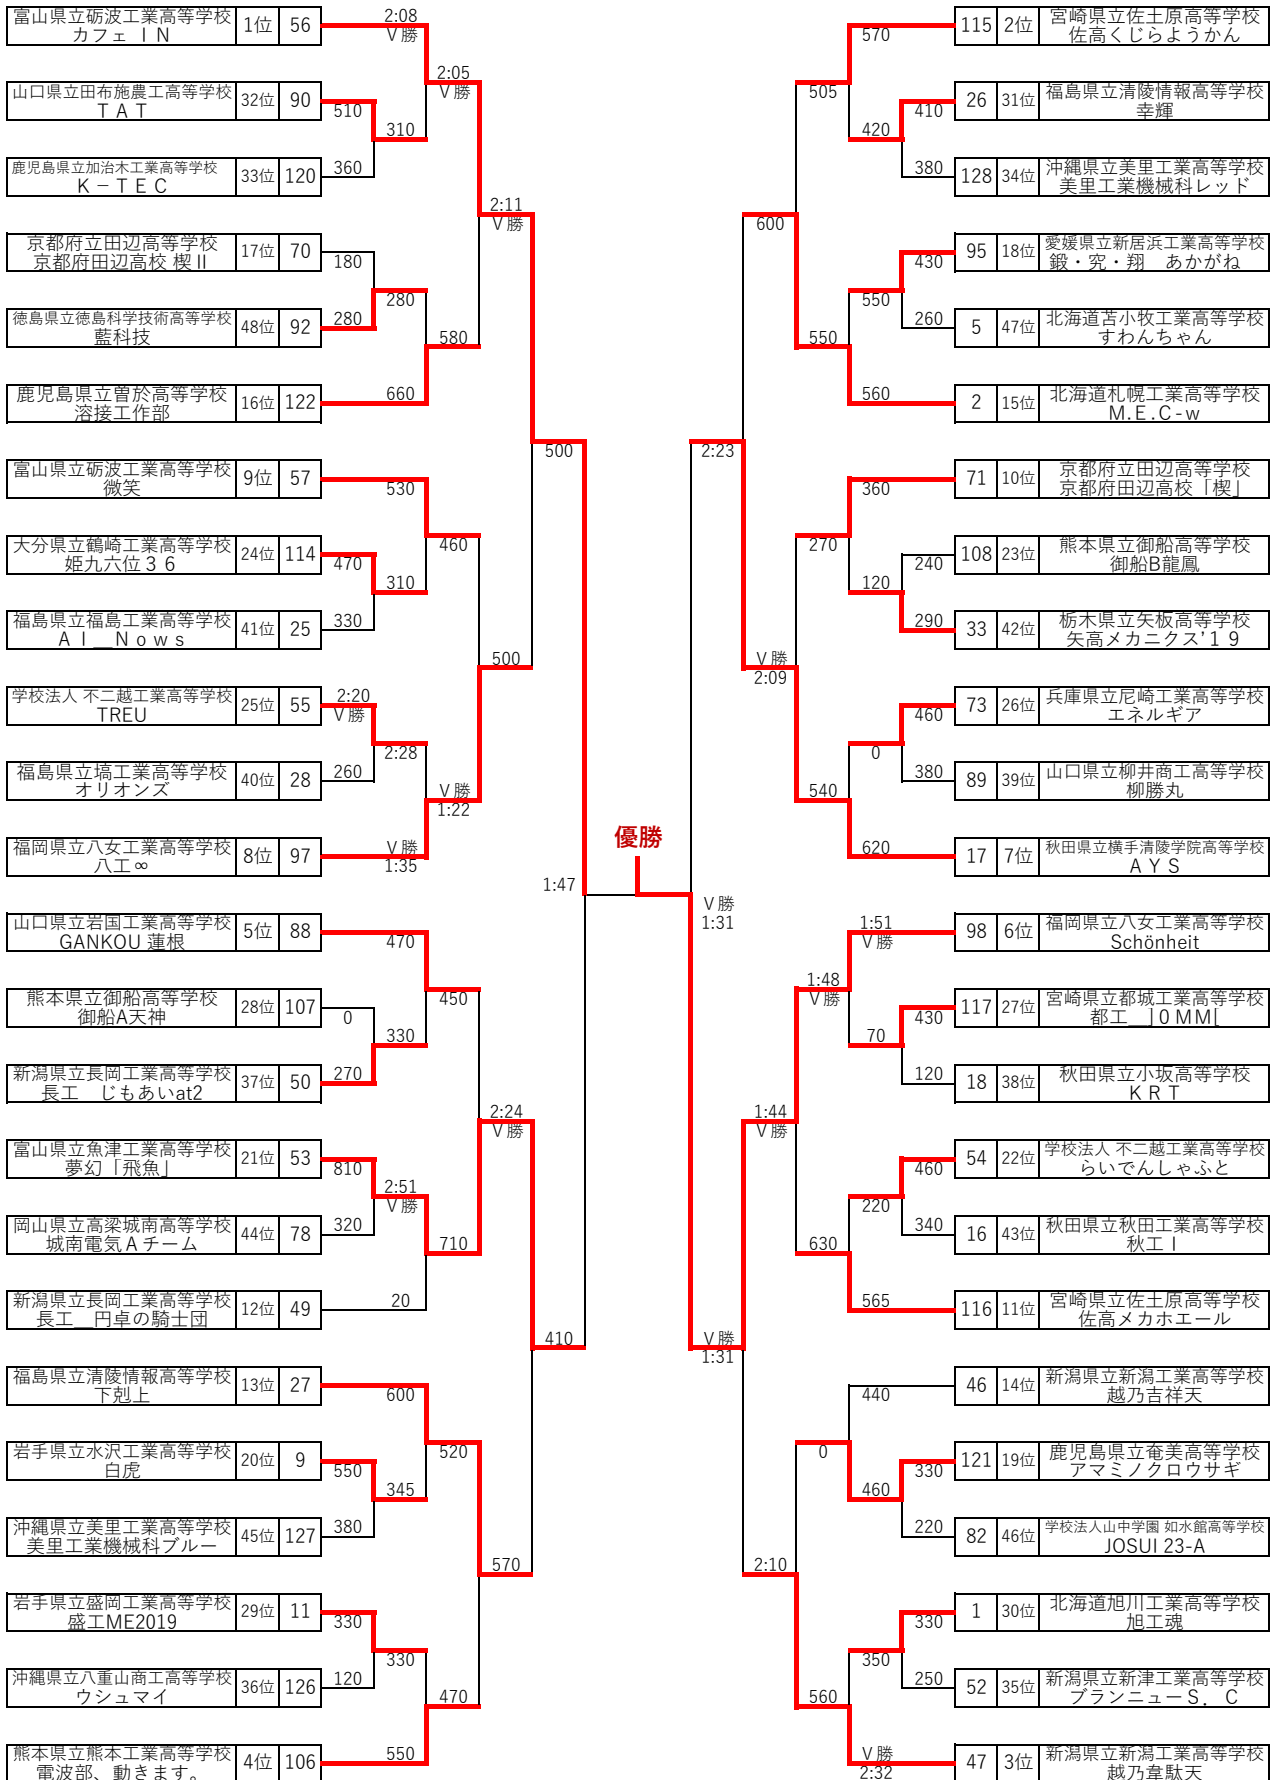 富山県立砺波工業高等学校
カフェ ＩＮ
1位
56
2:08
Ｖ勝
2:05
Ｖ勝
山口県立田布施農工高等学校
ＴＡＴ
32位
90
510
310
鹿児島県立加治木工業高等学校
Ｋ－ＴＥＣ
33位
120
360
2:11
Ｖ勝
京都府立田辺高等学校
京都府田辺高校 楔Ⅱ
17位
70
180
280
徳島県立徳島科学技術高等学校
藍科技
48位
92
280
580
鹿児島県立曽於高等学校
溶接工作部
16位
122
660
500
富山県立砺波工業高等学校
微笑
9位
57
530
460
大分県立鶴崎工業高等学校
姫九六位３６
24位
114
470
310
福島県立福島工業高等学校
ＡＩ＿Ｎｏｗｓ
41位
25
330
500
学校法人 不二越工業高等学校
TREU
25位
55
2:20
Ｖ勝
2:28
福島県立塙工業高等学校
オリオンズ
40位
28
260
Ｖ勝
1:22
福岡県立八女工業高等学校
八工∞
8位
97
Ｖ勝
1:35
1:47
山口県立岩国工業高等学校
GANKOU 蓮根
5位
88
470
450
熊本県立御船高等学校
御船A天神
28位
107
0
330
新潟県立長岡工業高等学校
長工　じもあいat2
37位
50
270
2:24
Ｖ勝
富山県立魚津工業高等学校
夢幻「飛魚」
21位
53
810
2:51
Ｖ勝
岡山県立高梁城南高等学校
城南電気Ａチーム
44位
78
320
710
新潟県立長岡工業高等学校
長工＿円卓の騎士団
12位
49
20
410
福島県立清陵情報高等学校
下剋上
13位
27
600
520
岩手県立水沢工業高等学校
白虎
20位
9
550
345
沖縄県立美里工業高等学校
美里工業機械科ブルー
45位
127
380
570
岩手県立盛岡工業高等学校
盛工ME2019
29位
11
330
330
沖縄県立八重山商工高等学校
ウシュマイ
36位
126
120
470
熊本県立熊本工業高等学校
電波部、動きます。
4位
106
550
優勝
570
115
2位
宮崎県立佐土原高等学校
佐高くじらようかん
505
410
26
31位
福島県立清陵情報高等学校
幸輝
420
380
128
34位
沖縄県立美里工業高等学校
美里工業機械科レッド
600
430
95
18位
愛媛県立新居浜工業高等学校
鍛・究・翔　あかがね
550
260
5
47位
北海道苫小牧工業高等学校
すわんちゃん
550
560
2
15位
北海道札幌工業高等学校
Ｍ.Ｅ.Ｃ-ｗ
2:23
360
71
10位
京都府立田辺高等学校
京都府田辺高校「楔」
270
240
108
23位
熊本県立御船高等学校
御船B龍鳳
120
290
33
42位
栃木県立矢板高等学校
矢高メカニクス’１９
Ｖ勝
2:09
460
73
26位
兵庫県立尼崎工業高等学校
エネルギア
0
380
89
39位
山口県立柳井商工高等学校
柳勝丸
540
620
17
7位
秋田県立横手清陵学院高等学校
ＡＹＳ
Ｖ勝
1:31
1:51
Ｖ勝
98
6位
福岡県立八女工業高等学校
Schönheit
1:48
Ｖ勝
430
117
27位
宮崎県立都城工業高等学校
都工＿]０ＭＭ[
70
120
18
38位
秋田県立小坂高等学校
ＫＲＴ
1:44
Ｖ勝
460
54
22位
学校法人 不二越工業高等学校
らいでんしゃふと
220
340
16
43位
秋田県立秋田工業高等学校
秋工Ⅰ
630
565
116
11位
宮崎県立佐土原高等学校
佐高メカホエール
Ｖ勝
1:31
440
46
14位
新潟県立新潟工業高等学校
越乃吉祥天
0
330
121
19位
鹿児島県立奄美高等学校
アマミノクロウサギ
460
220
82
46位
学校法人山中学園 如水館高等学校
JOSUI 23-A
2:10
330
1
30位
北海道旭川工業高等学校
旭工魂
350
250
52
35位
新潟県立新津工業高等学校
ブランニューＳ．Ｃ
560
Ｖ勝
2:32
47
3位
新潟県立新潟工業高等学校
越乃韋駄天